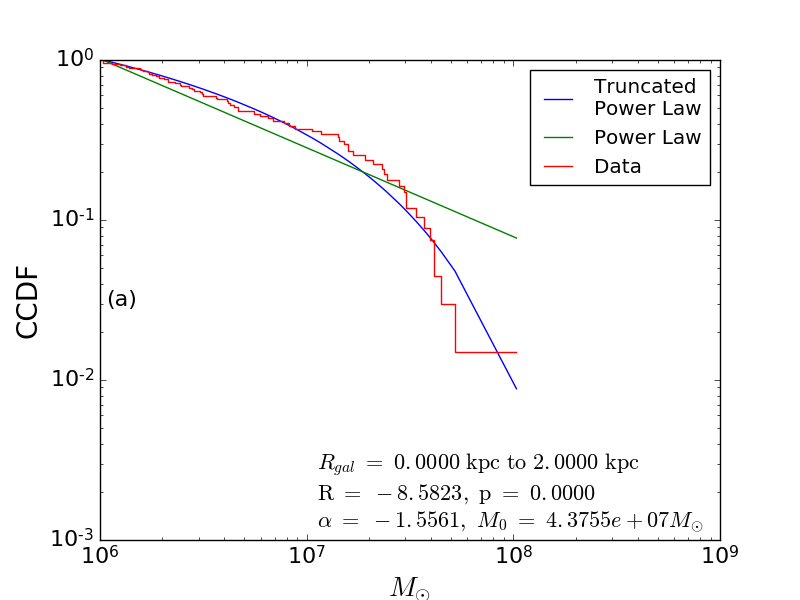 10^0
10^-1
10^-2
10^-3
CCDF
(a)
Truncated
Power Law
Power Law
Data
R_gal = 0.0000 kpc to 2.0000 kpc
R = −8.5823, p = 0.0000
α = −1.5561, M_0 = 4.3755e+07M_⊙
10^6 10^7 10^8 10^9
M_⊙